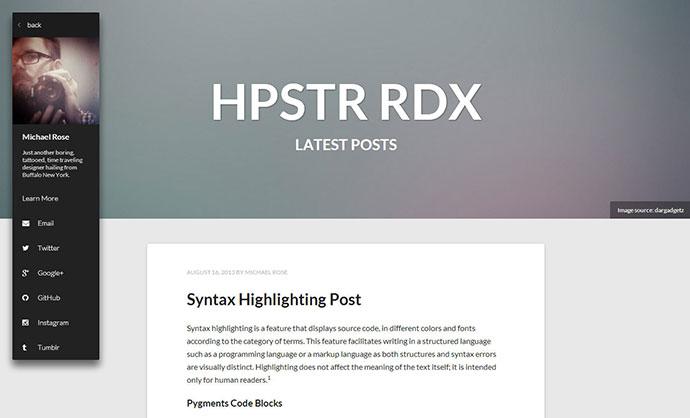 back
Michael Rose
Just another boring,
tattooed, time traveling
designer hailing from
Buffalo New York.
Learn More
Email
Twitter
Google+
GitHub
Instagram
Tumblr
HPSTR RDX
LATEST POSTS
Image source: dargadgetz
AUGUST 16, 2013 BY MICHAEL ROSE
Syntax Highlighting Post
Syntax highlighting is a feature that displays source code, in different colors and fonts
according to the category of terms. This feature facilitates writing in a structured language
such as a programming language or a markup language as both structures and syntax errors
are visually distinct. Highlighting does not affect the meaning of the text itself; it is intended
only for human readers.1
Pygments Code Blocks